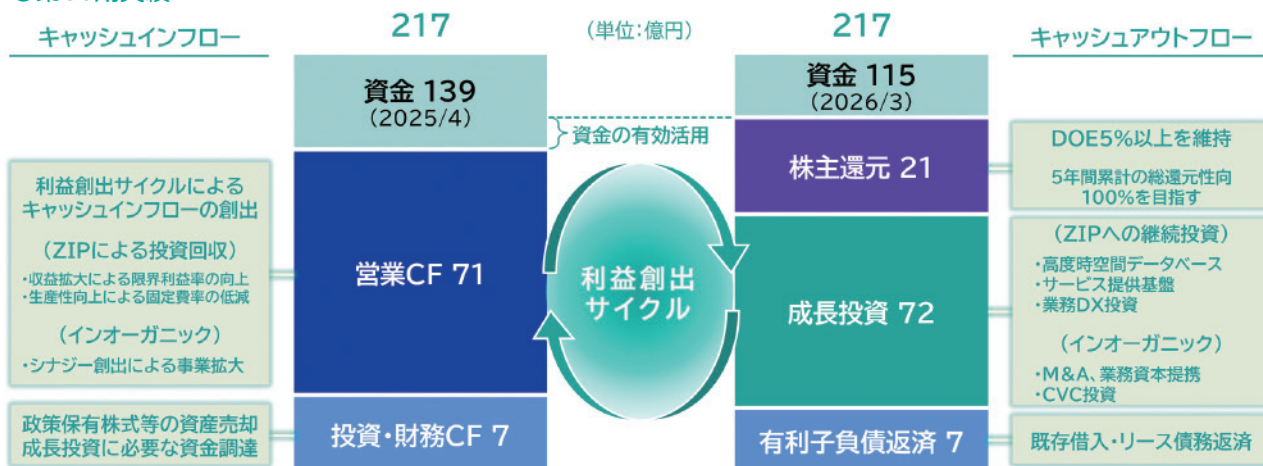 キャッシュインフロー
217
(単位:億円)
217
キャッシュアウトフロー
資金 139
(2025/4)
資金 115
(2026/3)
資金の有効活用
利益創出サイクルによる
キャッシュインフローの創出
(ZIPによる投資回収)
・収益拡大による限界利益率の向上
・生産性向上による固定費率の低減
(インオーガニック)
・シナジー創出による事業拡大
営業CF 71
利益創出
サイクル
株主還元 21
DOE5%以上を維持
5年間累計の総還元性向
100%を目指す
成長投資 72
(ZIPへの継続投資)
・高度時空間データベース
・サービス提供基盤
・業務DX投資
(インオーガニック)
・M&A、業務資本提携
・CVC投資
政策保有株式等の資産売却
成長投資に必要な資金調達
投資・財務CF 7
有利子負債返済 7
既存借入・リース債務返済